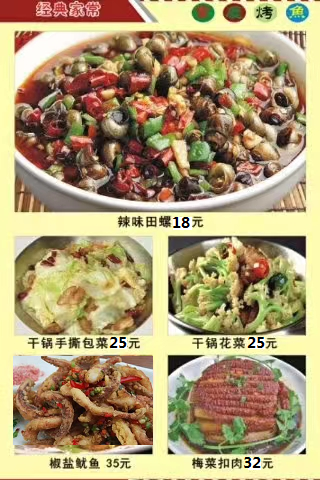 经典家常
烤鱼
辣味田螺18元
干锅手撕包菜25元
干锅花菜25元
椒盐鱿鱼 35元
梅菜扣肉32元